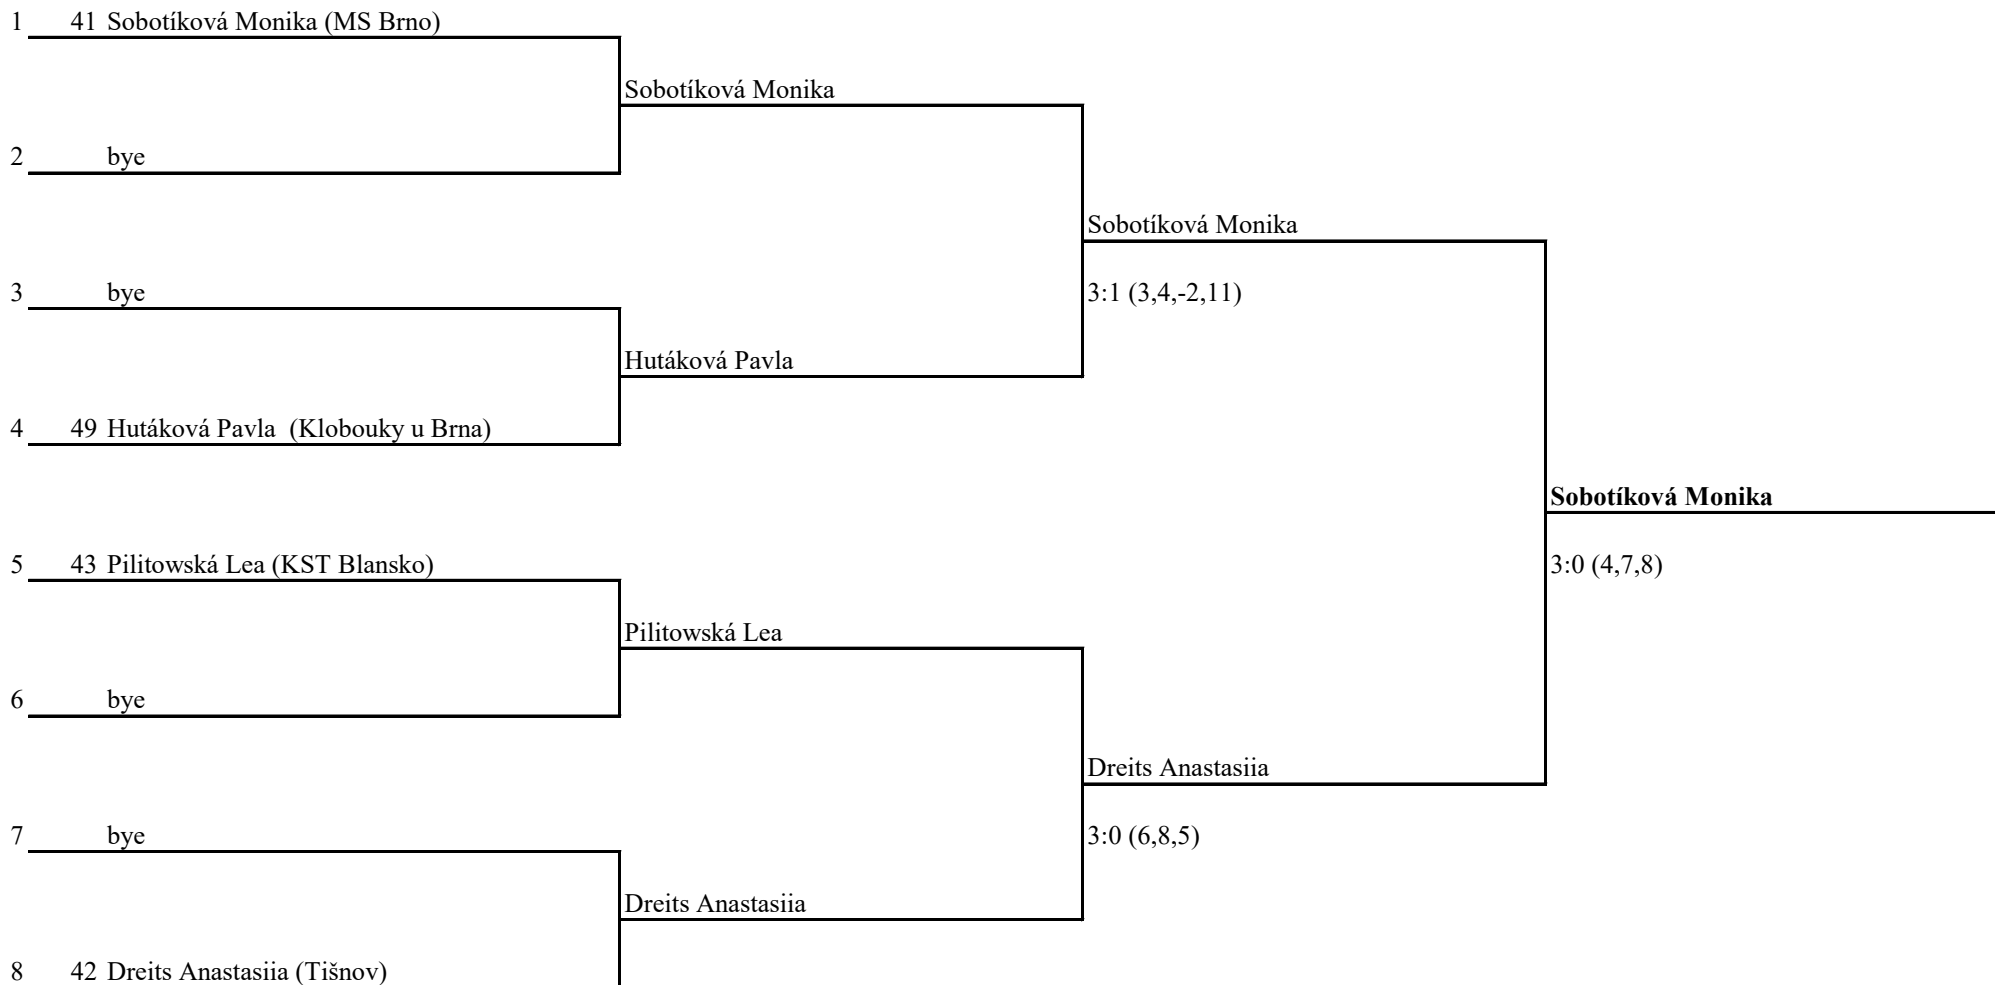 1 41 Sobotíková Monika (MS Brno)
Sobotíková Monika
2 bye
Sobotíková Monika
3 bye
3:1 (3,4,-2,11)
Hutáková Pavla
4 49 Hutáková Pavla (Klobouky u Brna)
Sobotíková Monika
5 43 Pilitowská Lea (KST Blansko)
3:0 (4,7,8)
Pilitowská Lea
6 bye
Dreits Anastasiia
7 bye
3:0 (6,8,5)
Dreits Anastasiia
8 42 Dreits Anastasiia (Tišnov)